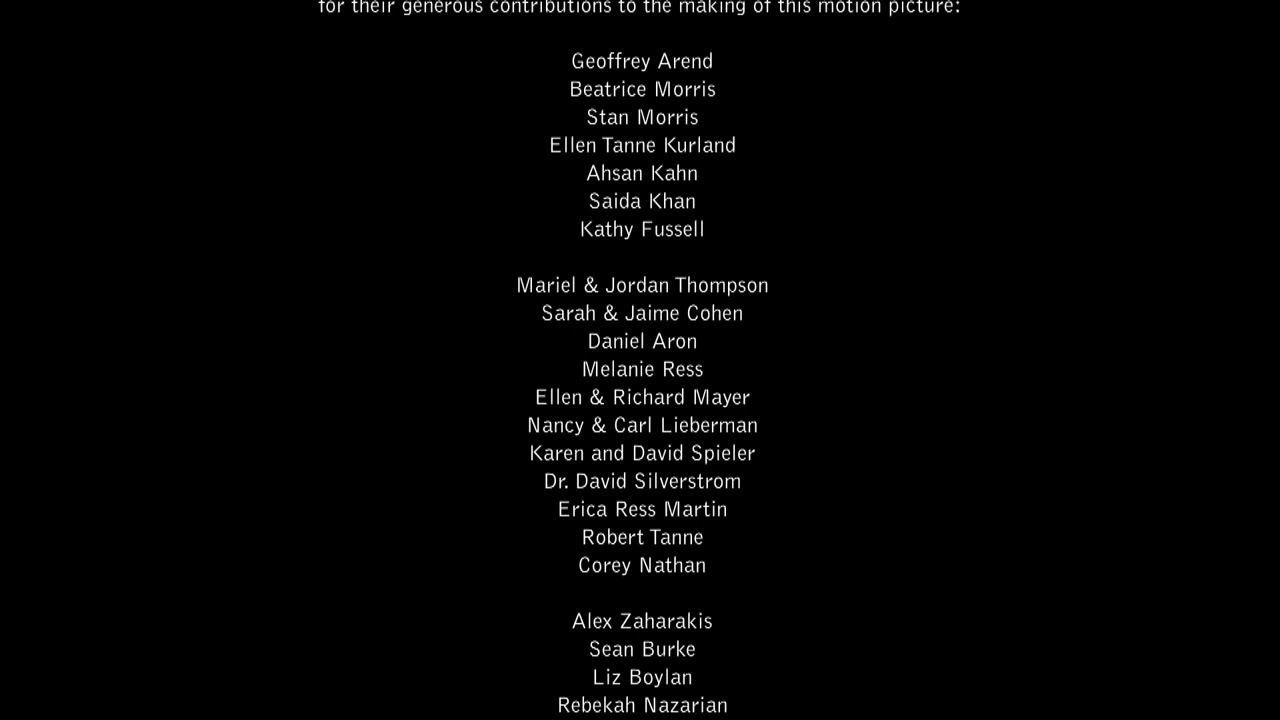 for their generous contributions to the making of this motion picture:
Geoffrey Arend
Beatrice Morris
Stan Morris
Ellen Tanne Kurland
Ahsan Kahn
Saida Khan
Kathy Fussell
Mariel & Jordan Thompson
Sarah & Jaime Cohen
Daniel Aron
Melanie Ress
Ellen & Richard Mayer
Nancy & Carl Lieberman
Karen and David Spieler
Dr. David Silverstrom
Erica Ress Martin
Robert Tanne
Corey Nathan
Alex Zaharakis
Sean Burke
Liz Boylan
Rebekah Nazarian